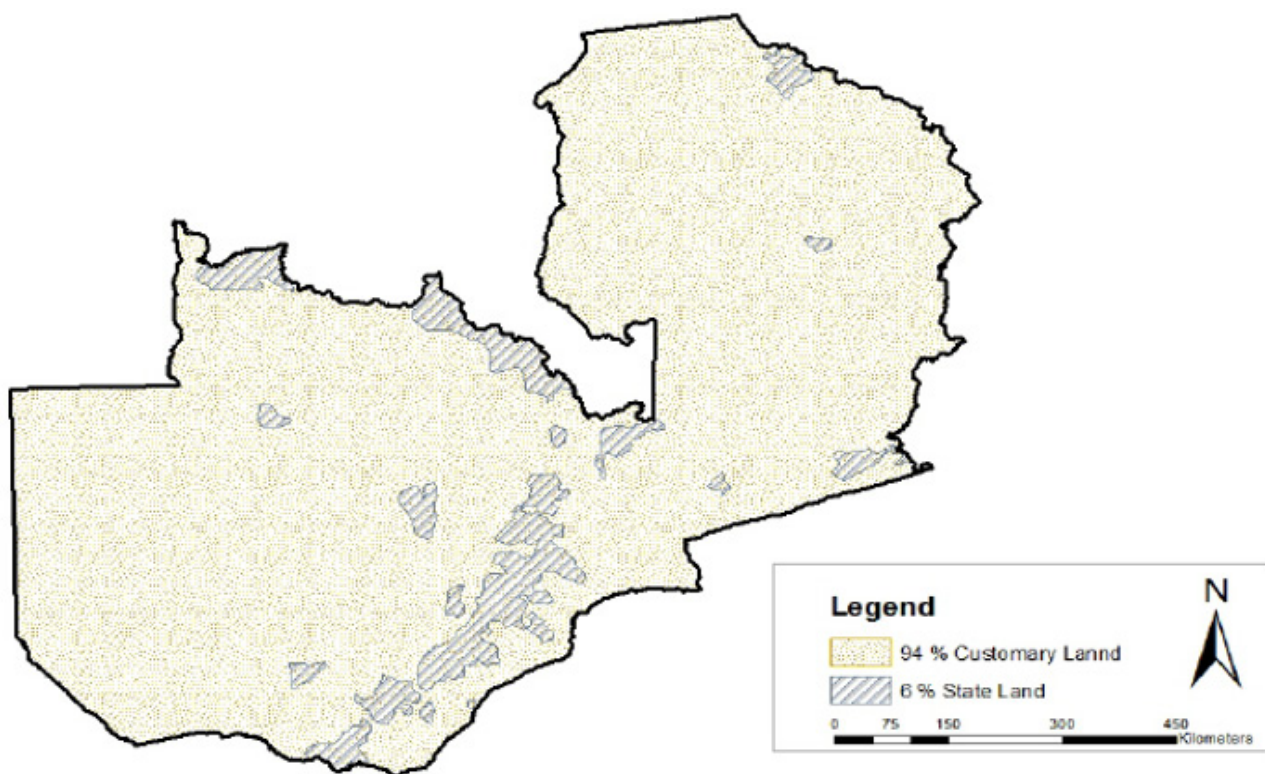 Legend
N
94 % Customary Lannd
6 % State Land
0 75 150 300 450
Kilometers